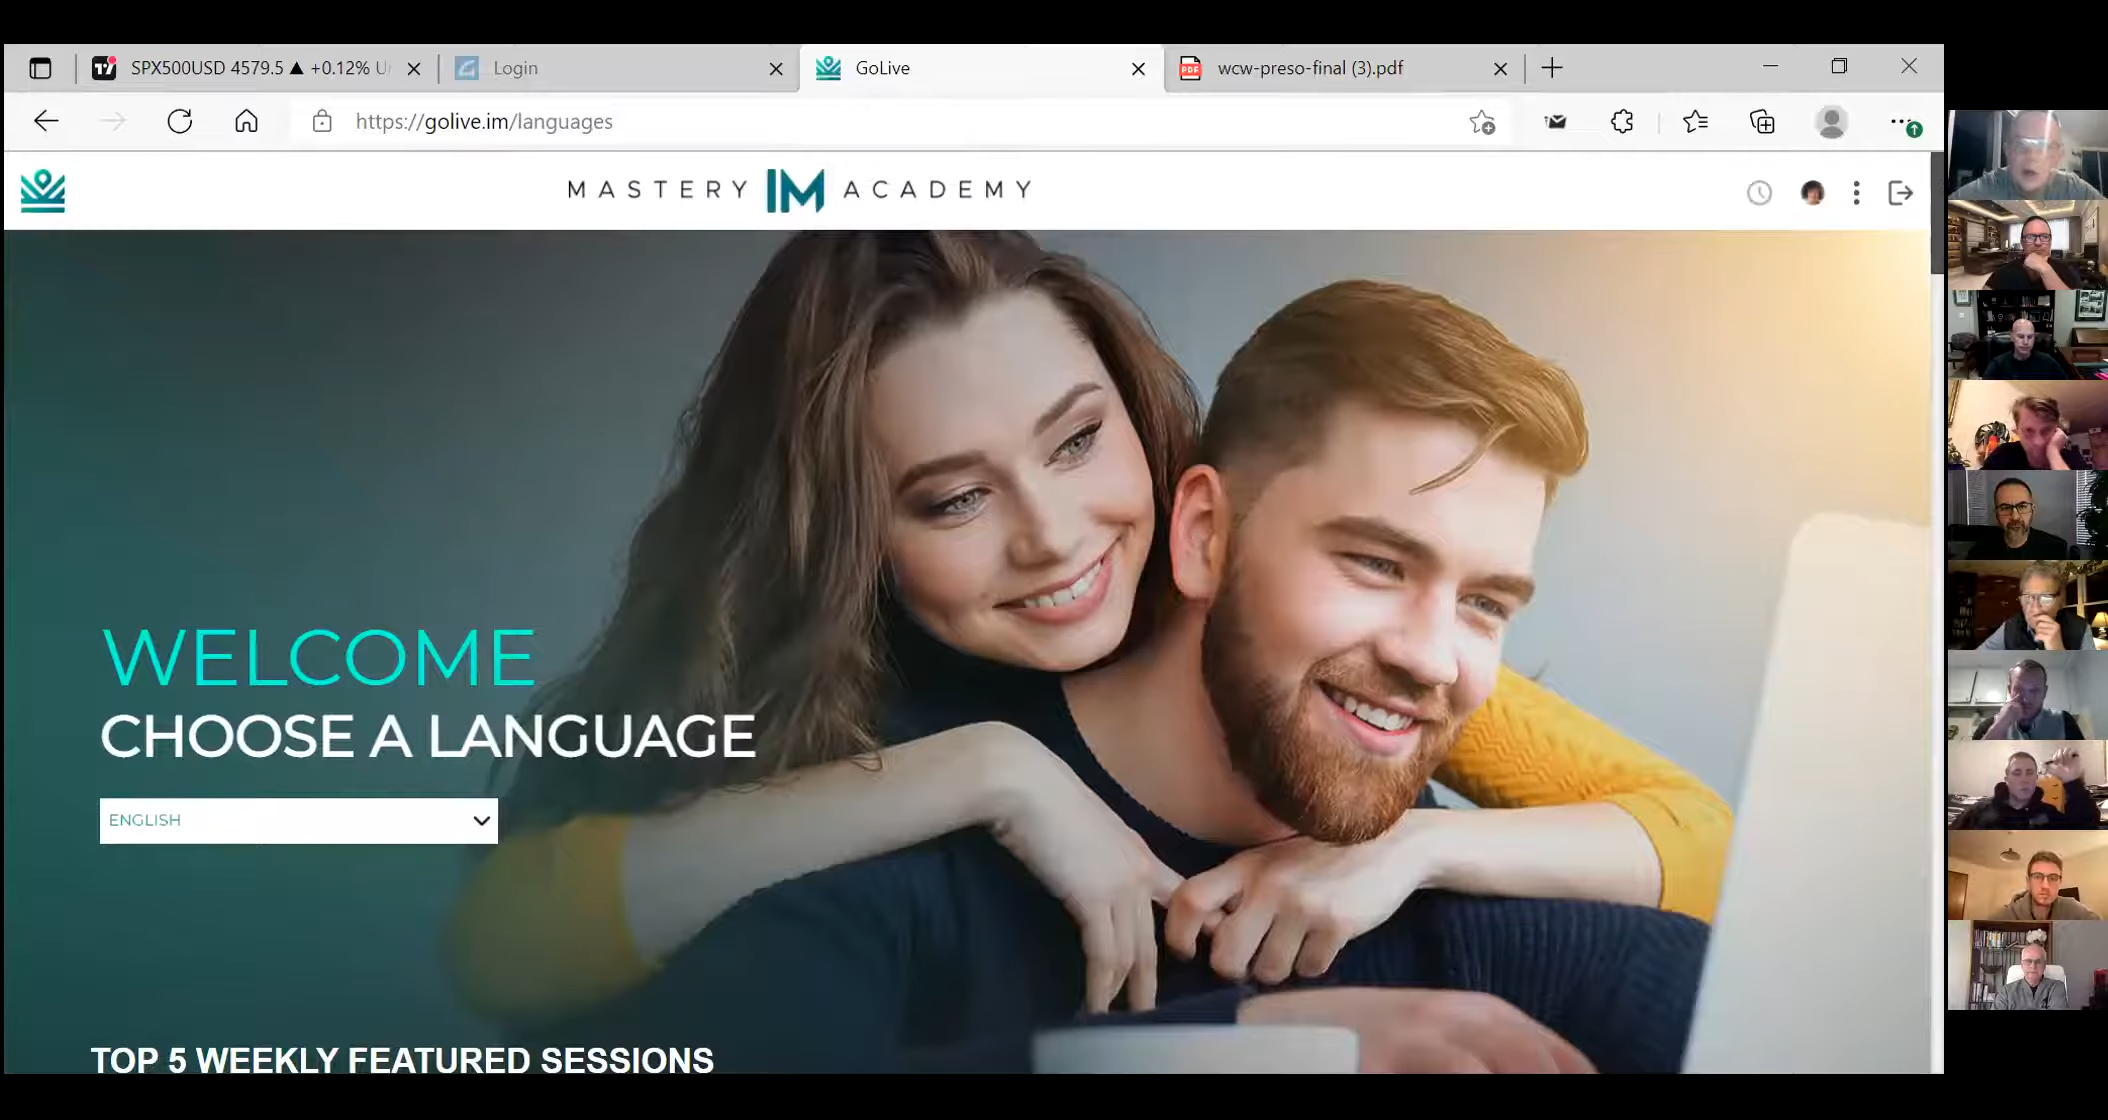 SPX500USD 4579.5 ▲ +0.12% Un
Login
GoLive
wcw-preso-final (3).pdf
https://golive.im/languages
MASTERY IM ACADEMY
WELCOME
CHOOSE A LANGUAGE
ENGLISH
TOP 5 WEEKLY FEATURED SESSIONS